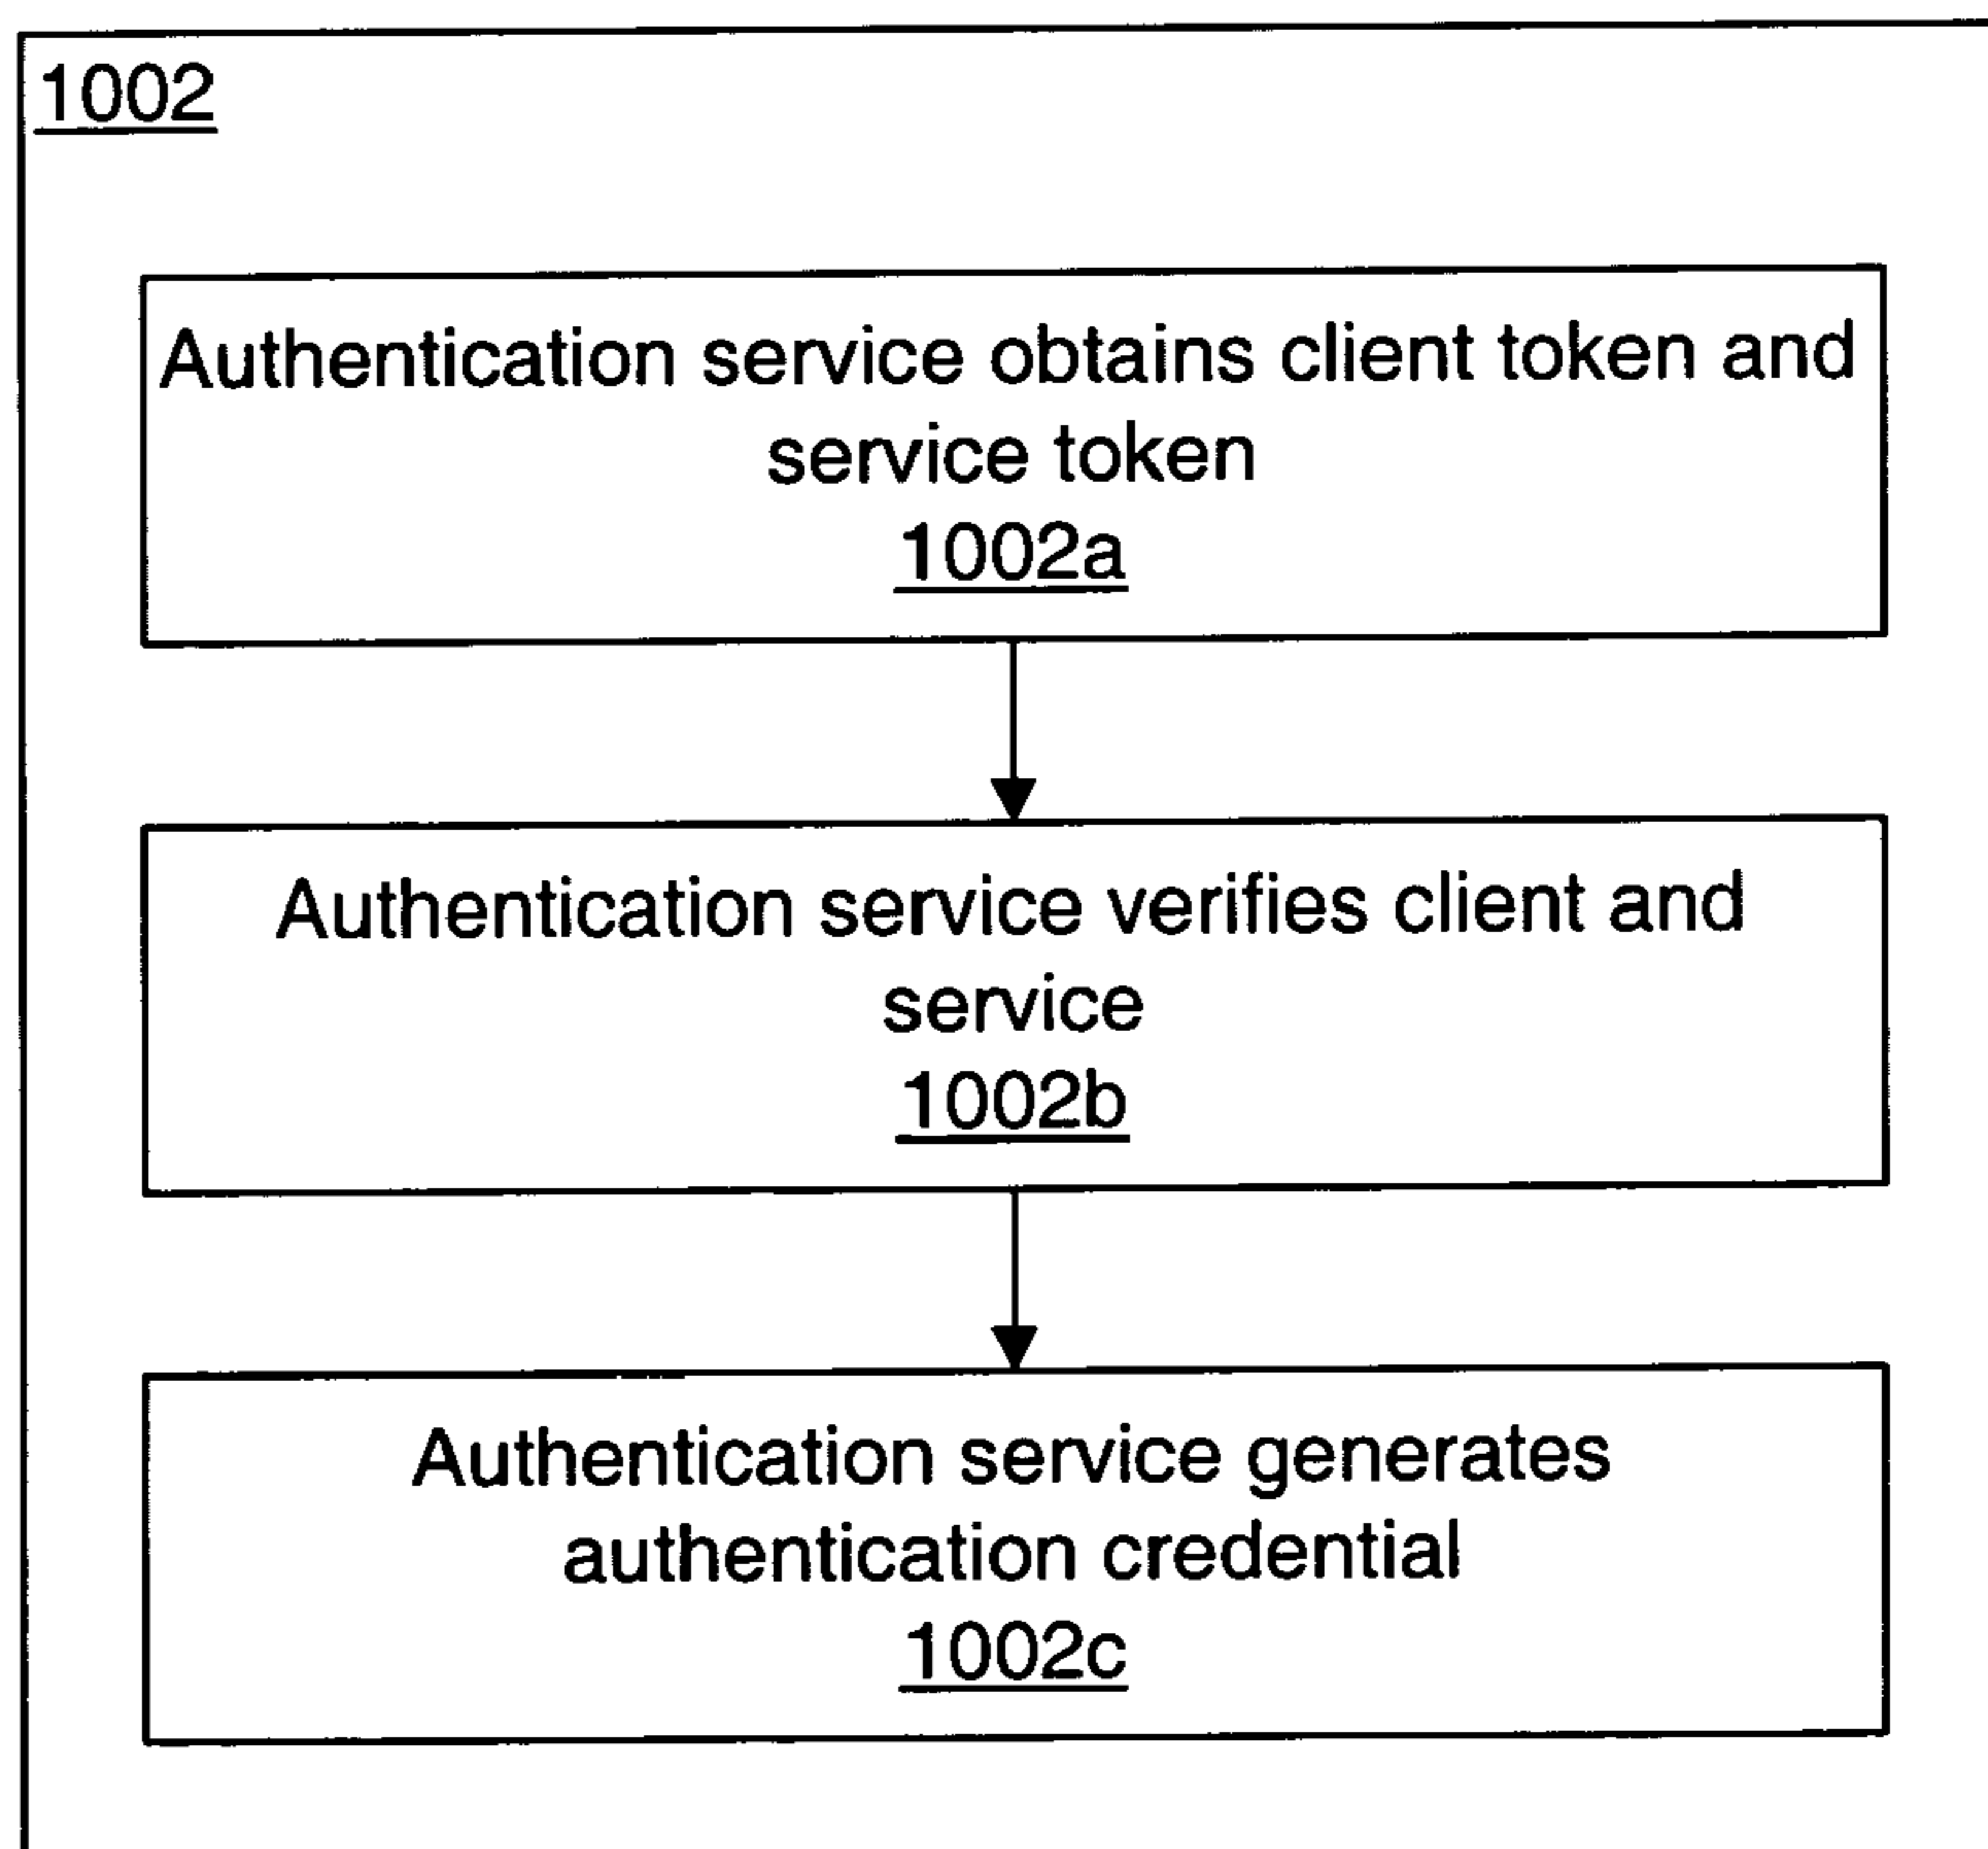 1002
Authentication service obtains client token and
service token
1002a
Authentication service verifies client and
service
1002b
Authentication service generates
authentication credential
1002c